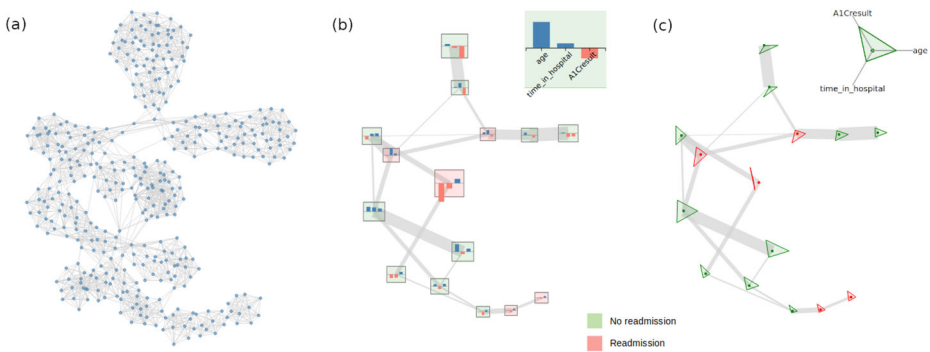 (a)
(b)
age
time_in_hospital
A1Cresult
(c)
A1Cresult
age
time_in_hospital
No readmission
Readmission